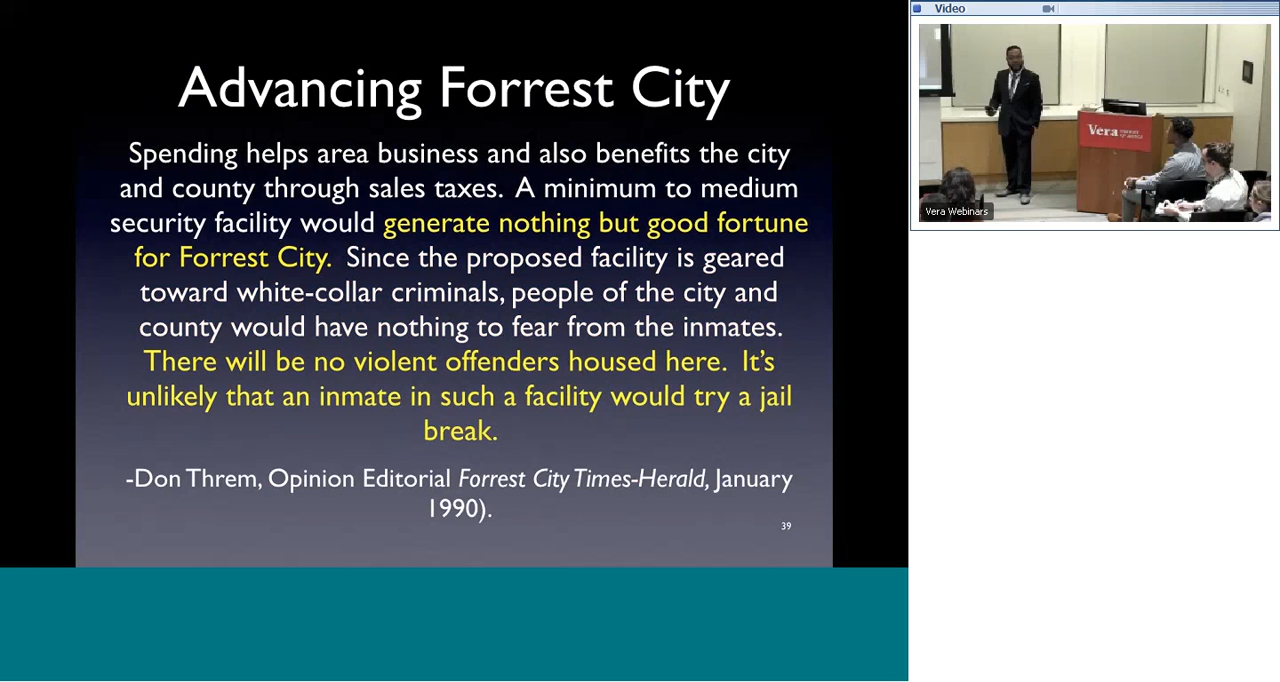 Advancing Forrest City
Spending helps area business and also benefits the city
and county through sales taxes.  A minimum to medium
security facility would generate nothing but good fortune
for Forrest City.  Since the proposed facility is geared
toward white-collar criminals, people of the city and
county would have nothing to fear from the inmates.
There will be no violent offenders housed here.  It's
unlikely that an inmate in such a facility would try a jail
break.
-Don Threm, Opinion Editorial Forrest City Times-Herald, January
1990).
39
Video
Vera
Vera Webinars